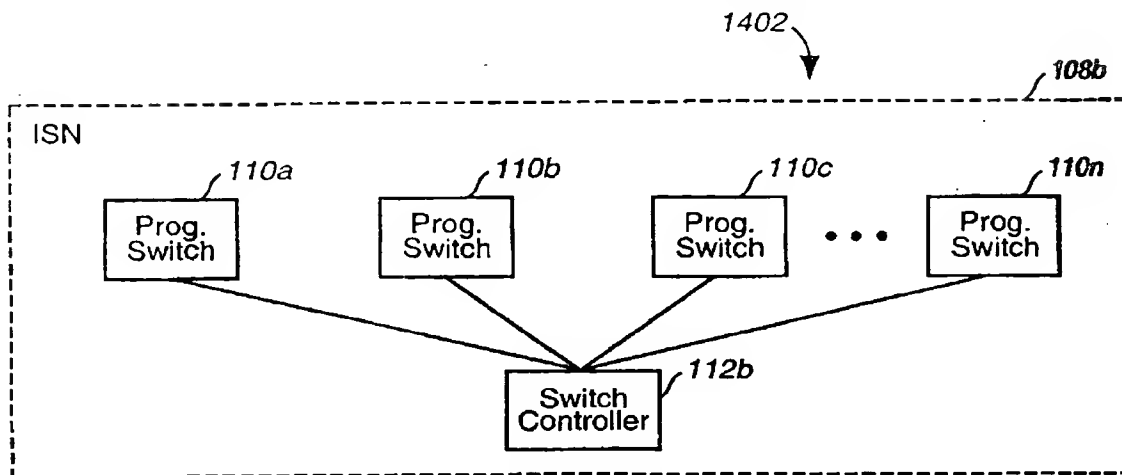 1402
108b
ISN
110a
110b
110c
110n
Prog.
Switch
Prog.
Switch
Prog.
Switch
• • •
Prog.
Switch
112b
Switch
Controller